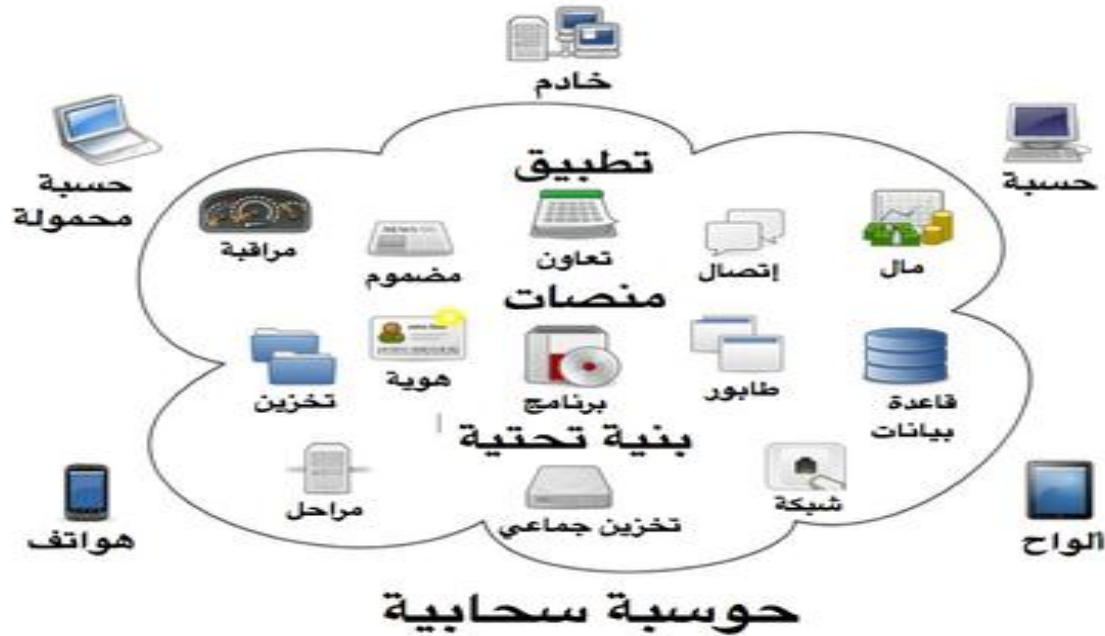 خادم
حسبة
حسبة
محمولة
تطبيق
مال
إتصال
تعاون
مضموم
مراقبة
منصات
قاعدة
بيانات
طابور
برنامج
هوية
تخزين
بنية تحتية
شبكة
تخزين جماعي
مراحل
ألواح
هواتف
حوسبة سحابية